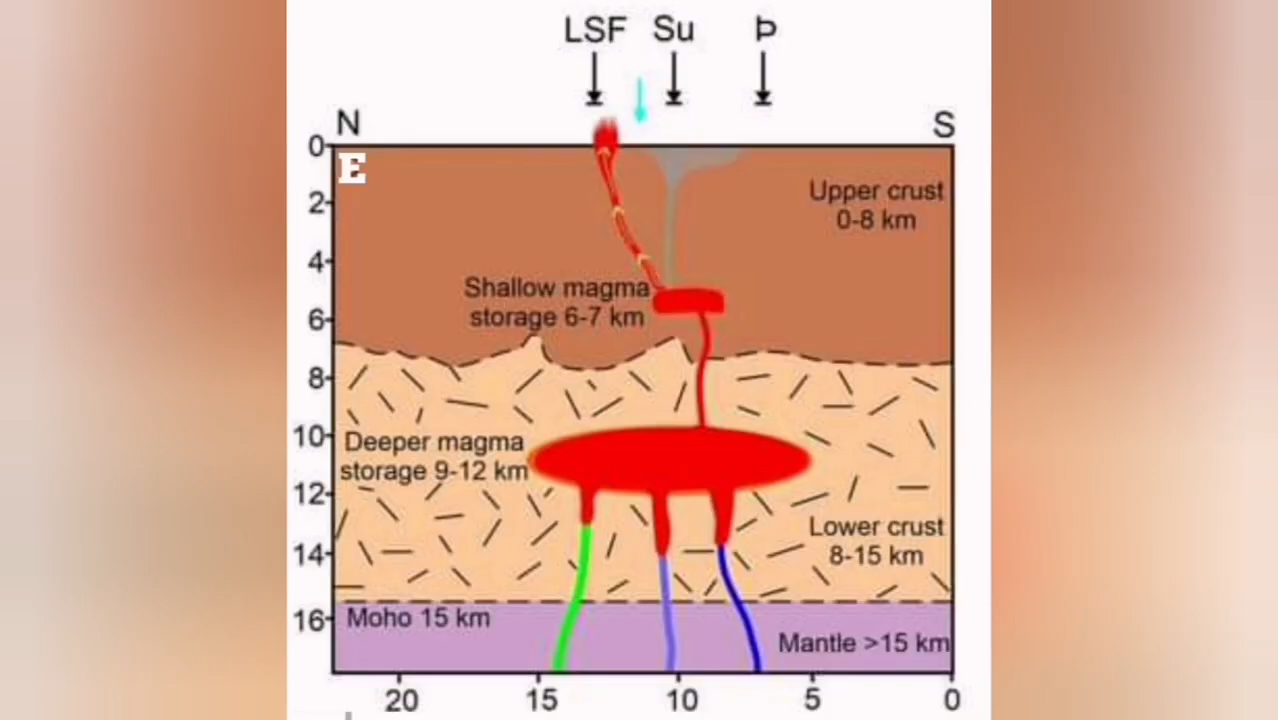 LSF Su Þ
N S
0
E
Upper crust
0-8 km
2
4
Shallow magma
storage 6-7 km
6
8
10
Deeper magma
storage 9-12 km
12
Lower crust
8-15 km
14
16
Moho 15 km
Mantle >15 km
20 15 10 5 0